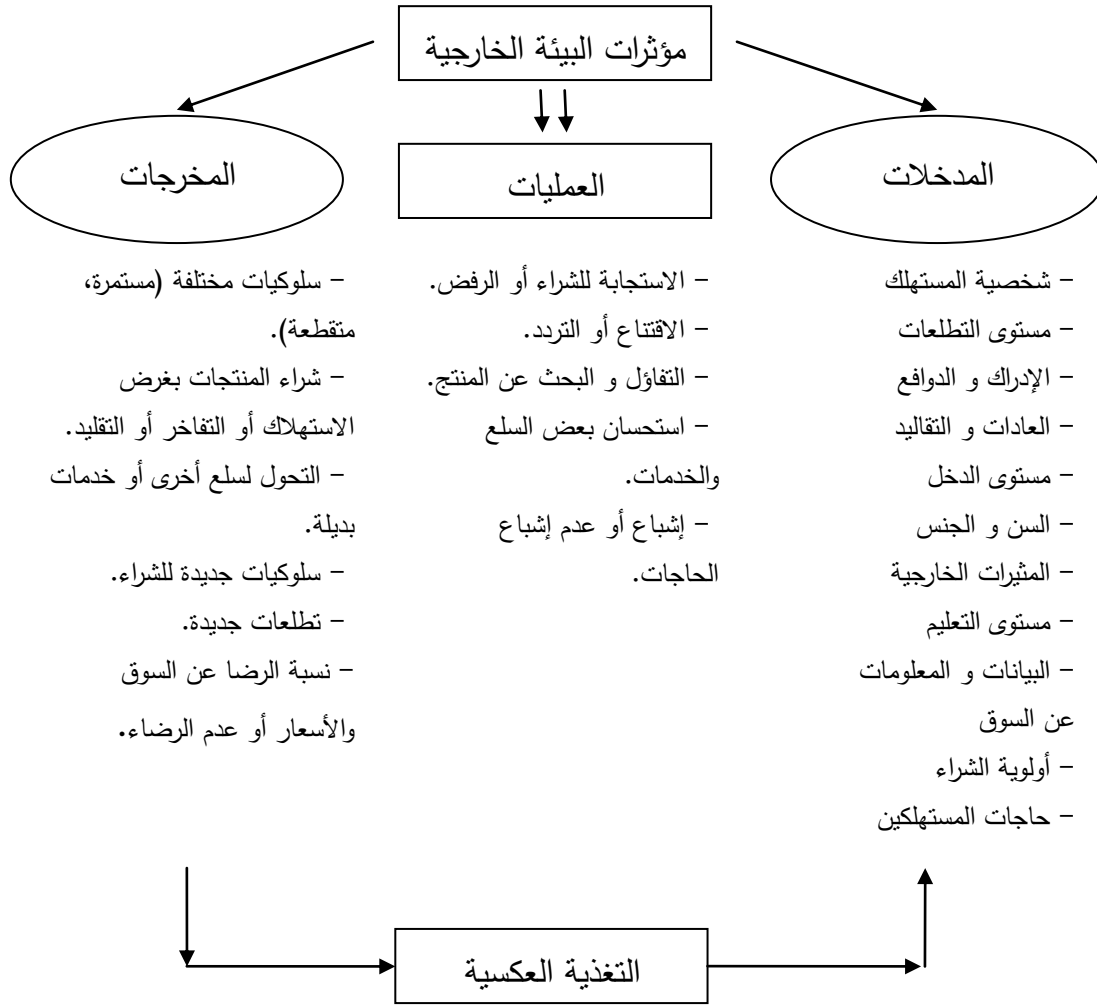 مؤثرات البيئة الخارجية
المدخلات
- شخصية المستهلك
- مستوى التطلعات
- الإدراك و الدوافع
- العادات و التقاليد
- مستوى الدخل
- السن و الجنس
- المثيرات الخارجية
- مستوى التعليم
- البيانات و المعلومات
عن السوق
- أولوية الشراء
- حاجات المستهلكين
العمليات
- الاستجابة للشراء أو الرفض.
- الاقتناع أو التردد.
- التفاؤل و البحث عن المنتج.
- استحسان بعض السلع
والخدمات.
- إشباع أو عدم إشباع
الحاجات.
المخرجات
- سلوكيات مختلفة (مستمرة،
متقطعة).
- شراء المنتجات بغرض
الاستهلاك أو التفاخر أو التقليد.
- التحول لسلع أخرى أو خدمات
بديلة.
- سلوكيات جديدة للشراء.
- تطلعات جديدة.
- نسبة الرضا عن السوق
والأسعار أو عدم الرضاء.
التغذية العكسية